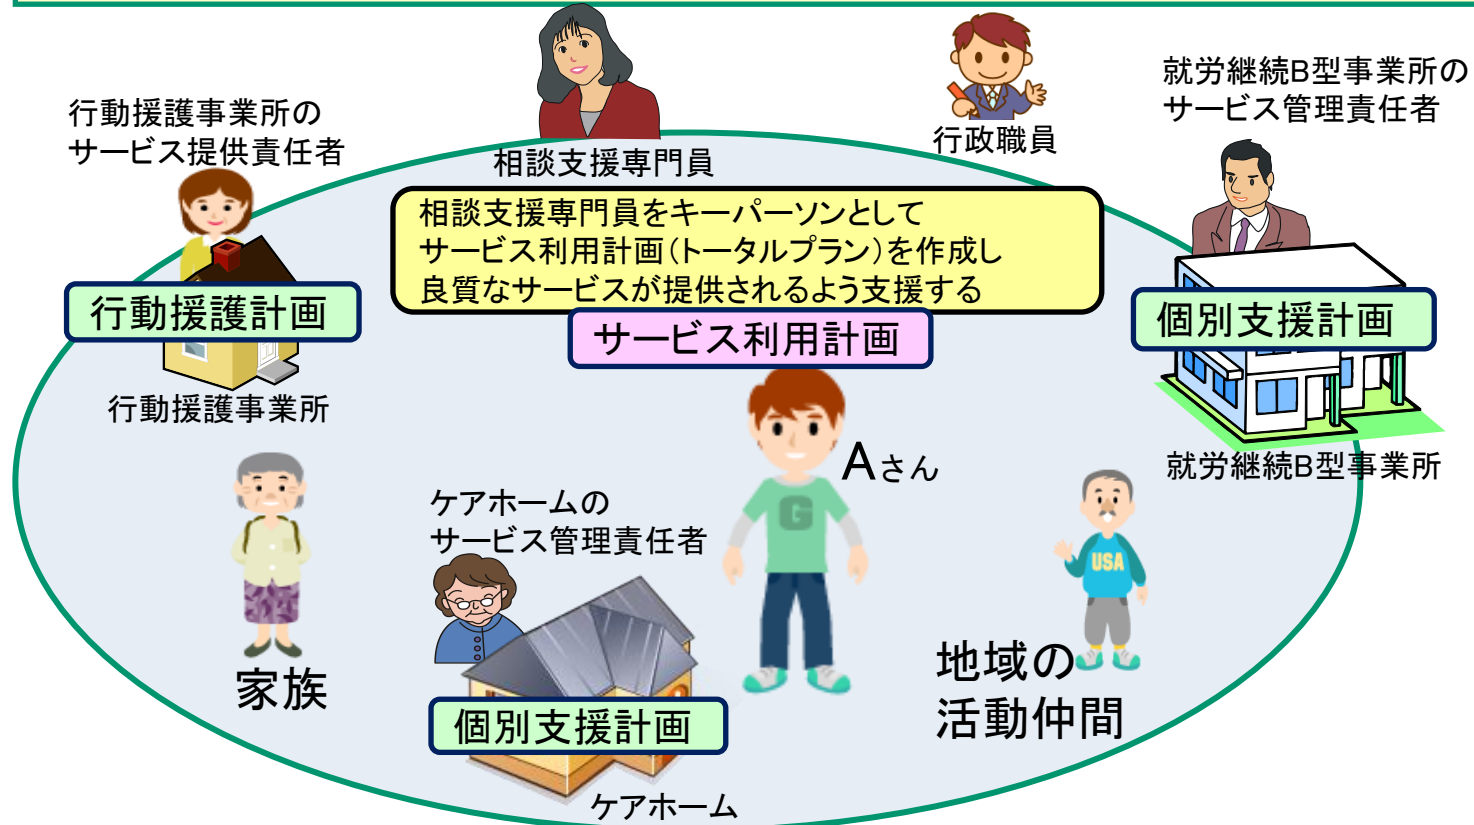 行動援護事業所の
サービス提供責任者
相談支援専門員
行政職員
就労継続B型事業所の
サービス管理責任者
相談支援専門員をキーパーソンとして
サービス利用計画(トータルプラン)を作成し
良質なサービスが提供されるよう支援する
行動援護計画
サービス利用計画
個別支援計画
行動援護事業所
Aさん
G
就労継続B型事業所
ケアホームの
サービス管理責任者
USA
家族
地域の
活動仲間
個別支援計画
ケアホーム